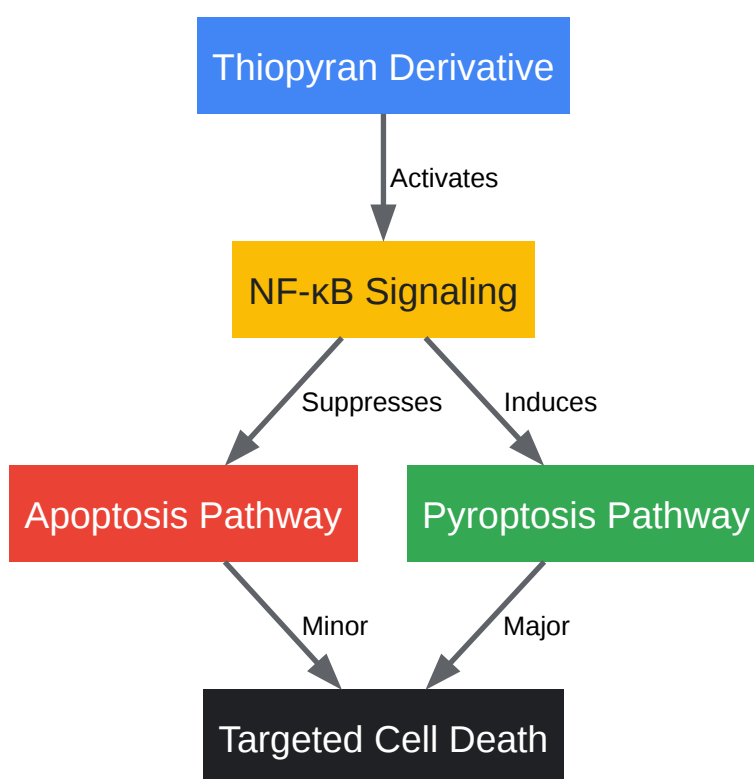 Thiopyran Derivative
Activates
NF-κB Signaling
Suppresses
Induces
Apoptosis Pathway
Pyroptosis Pathway
Minor
Major
Targeted Cell Death